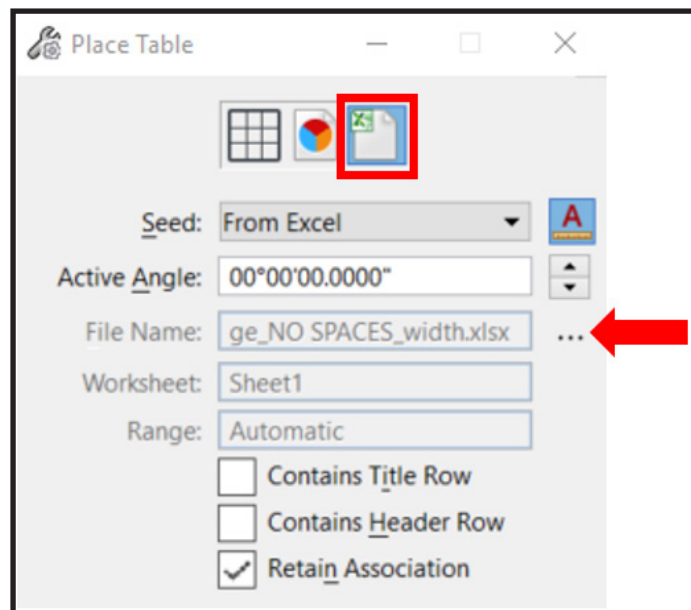 Place Table
Seed: From Excel A
Active Angle: 00°00'00.0000"
File Name: ge_NO SPACES_width.xlsx ...
Worksheet: Sheet1
Range: Automatic
Contains Title Row
Contains Header Row
Retain Association